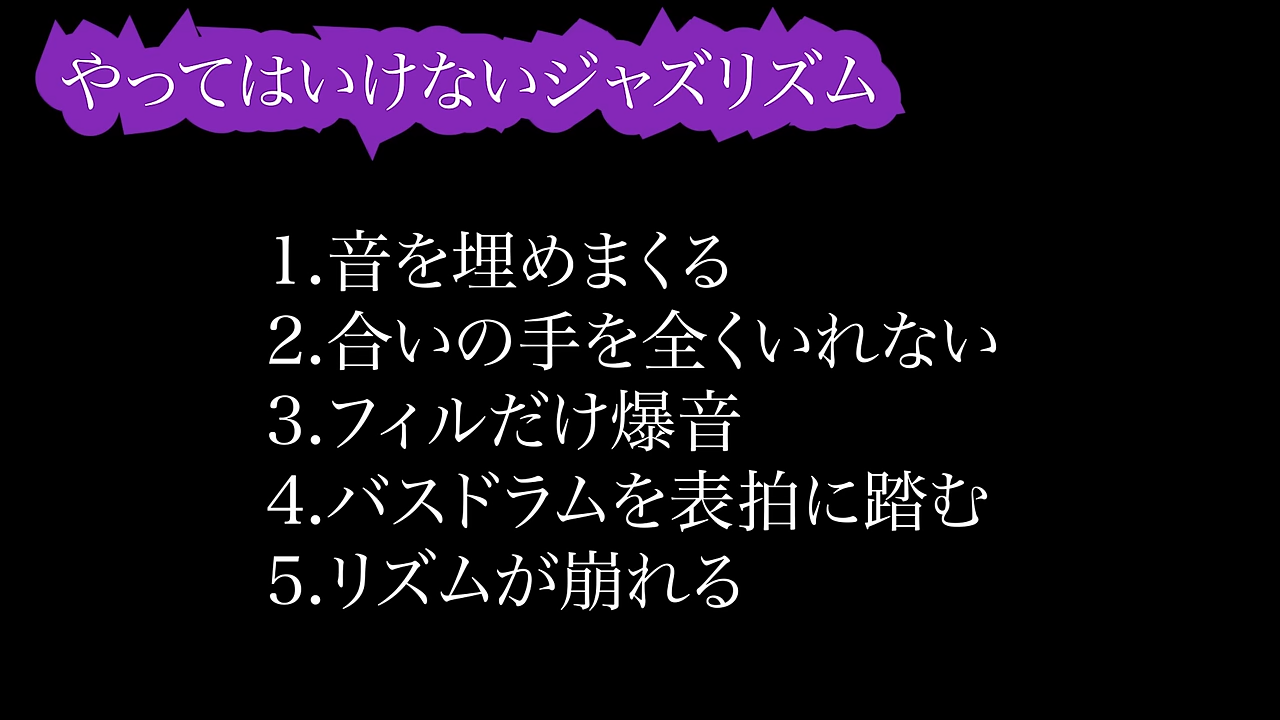 やってはいけないジャズリズム
1.音を埋めまくる
2.合いの手を全くいれない
3.フィルだけ爆音
4.バスドラムを表拍に踏む
5.リズムが崩れる